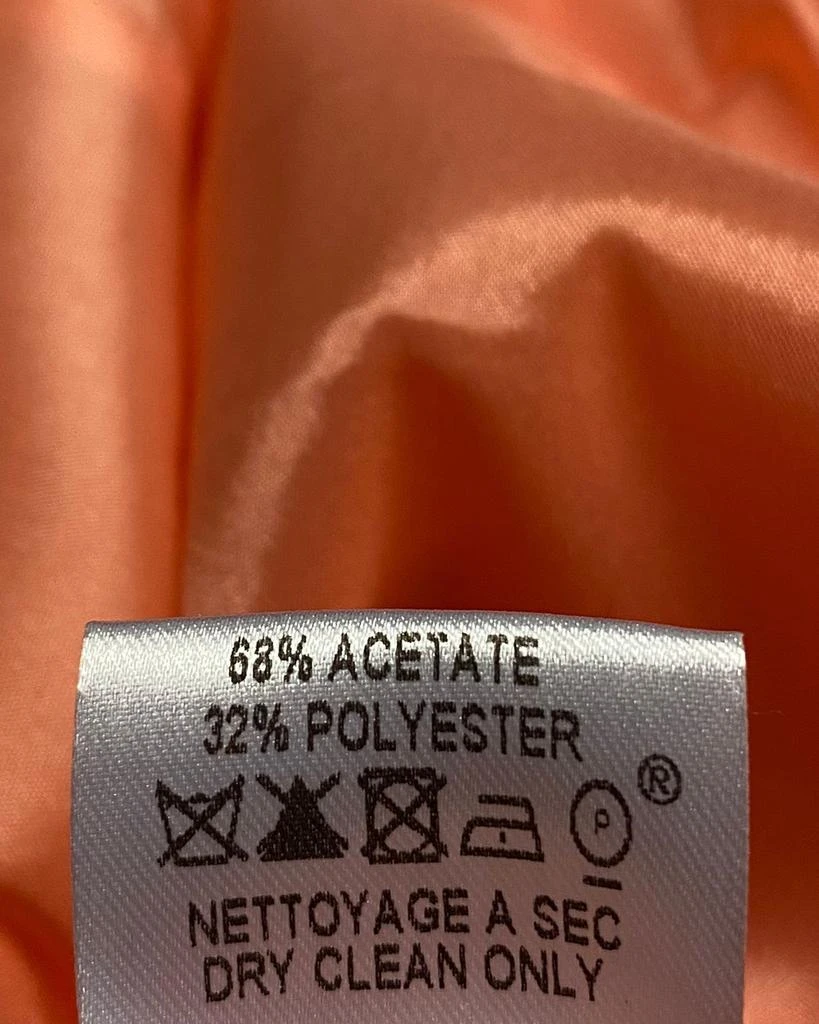 68% ACETATE
32% POLYESTER
P ®
NETTOYAGE A SEC
DRY CLEAN ONLY